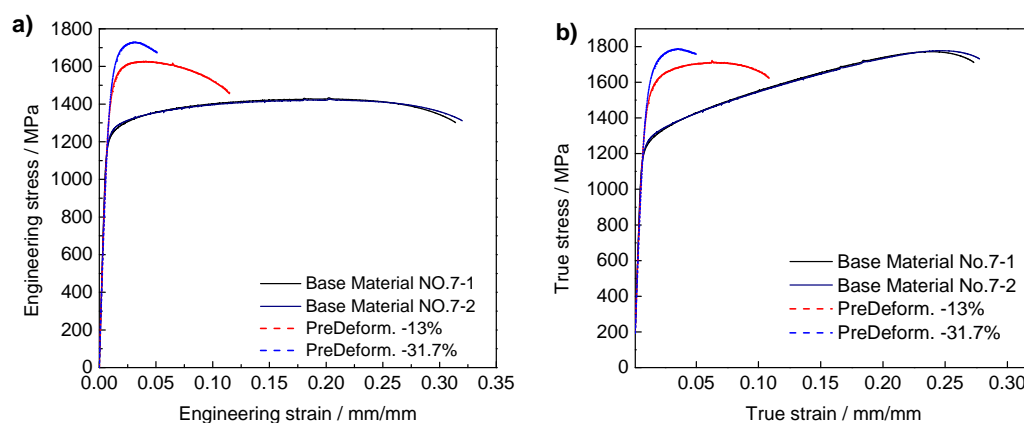 a)
Engineering stress / MPa
1800
1600
1400
1200
1000
800
600
400
200
0
0.00 0.05 0.10 0.15 0.20 0.25 0.30 0.35
Engineering strain / mm/mm
Base Material NO.7-1
Base Material NO.7-2
PreDeform. -13%
PreDeform. -31.7%
b)
True stress / MPa
1800
1600
1400
1200
1000
800
600
400
200
0
0.05 0.10 0.15 0.20 0.25 0.30
True strain / mm/mm
Base Material No.7-1
Base Material No.7-2
PreDeform. -13%
PreDeform. -31.7%